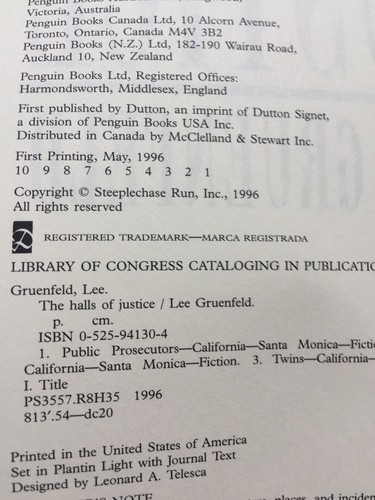 Victoria, Australia
Penguin Books Canada Ltd, 10 Alcorn Avenue,
Toronto, Ontario, Canada M4V 3B2
Penguin Books (N.Z.) Ltd, 182-190 Wairau Road,
Auckland 10, New Zealand
Penguin Books Ltd, Registered Offices:
Harmondsworth, Middlesex, England
First published by Dutton, an imprint of Dutton Signet,
a division of Penguin Books USA Inc.
Distributed in Canada by McClelland & Stewart Inc.
First Printing, May, 1996
10 9 8 7 6 5 4 3 2 1
Copyright © Steeplechase Run, Inc., 1996
All rights reserved
REGISTERED TRADEMARK—MARCA REGISTRADA
LIBRARY OF CONGRESS CATALOGING IN PUBLICATIO
Gruenfeld, Lee.
The halls of justice / Lee Gruenfeld.
p. cm.
ISBN 0-525-94130-4
1. Public Prosecutors—California—Santa Monica—Ficti
California—Santa Monica—Fiction. 3. Twins—California—
I. Title
PS3557.R8H35 1996
813'.54—dc20
Printed in the United States of America
Set in Plantin Light with Journal Text
Designed by Leonard A. Telesca
places, and inciden